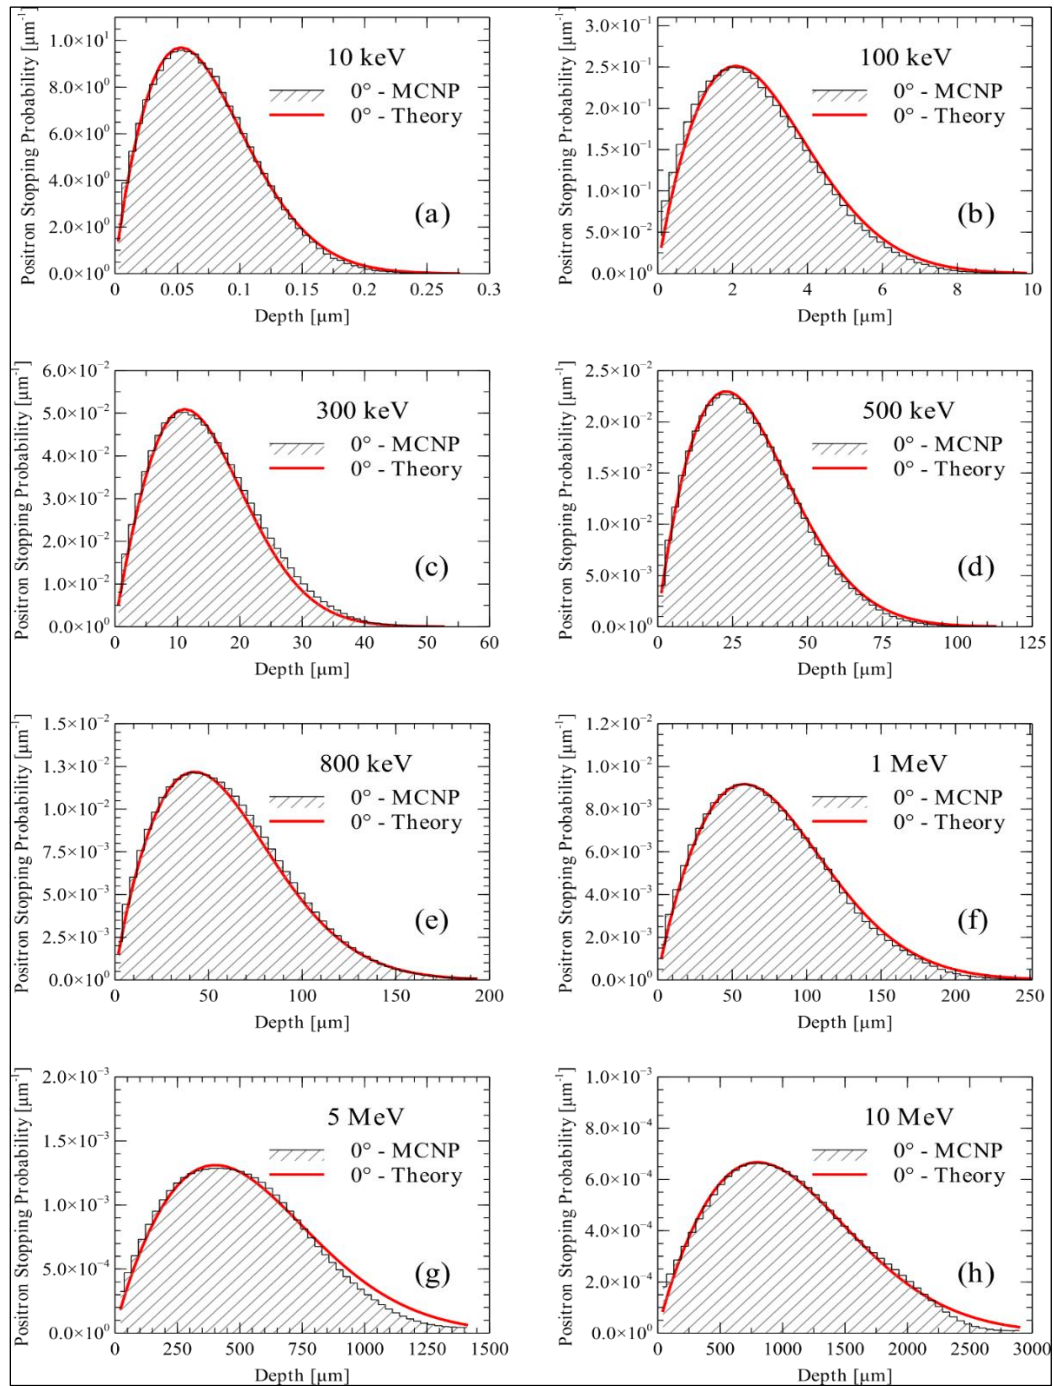 Positron Stopping Probability [μm⁻¹]
1.0×10¹
8.0×10⁰
6.0×10⁰
4.0×10⁰
2.0×10⁰
0.0×10⁰
10 keV
0° - MCNP
0° - Theory
(a)
0 0.05 0.1 0.15 0.2 0.25 0.3
Depth [μm]
Positron Stopping Probability [μm⁻¹]
3.0×10⁻¹
2.5×10⁻¹
2.0×10⁻¹
1.5×10⁻¹
1.0×10⁻¹
5.0×10⁻²
0.0×10⁰
100 keV
0° - MCNP
0° - Theory
(b)
0 2 4 6 8 10
Depth [μm]
Positron Stopping Probability [μm⁻¹]
6.0×10⁻²
5.0×10⁻²
4.0×10⁻²
3.0×10⁻²
2.0×10⁻²
1.0×10⁻²
0.0×10⁰
300 keV
0° - MCNP
0° - Theory
(c)
0 10 20 30 40 50 60
Depth [μm]
Positron Stopping Probability [μm⁻¹]
2.5×10⁻²
2.0×10⁻²
1.5×10⁻²
1.0×10⁻²
5.0×10⁻³
0.0×10⁰
500 keV
0° - MCNP
0° - Theory
(d)
0 25 50 75 100 125
Depth [μm]
Positron Stopping Probability [μm⁻¹]
1.5×10⁻²
1.3×10⁻²
1.0×10⁻²
7.5×10⁻³
5.0×10⁻³
2.5×10⁻³
0.0×10⁰
800 keV
0° - MCNP
0° - Theory
(e)
0 50 100 150 200
Depth [μm]
Positron Stopping Probability [μm⁻¹]
1.2×10⁻²
1.0×10⁻²
8.0×10⁻³
6.0×10⁻³
4.0×10⁻³
2.0×10⁻³
0.0×10⁰
1 MeV
0° - MCNP
0° - Theory
(f)
0 50 100 150 200 250
Depth [μm]
Positron Stopping Probability [μm⁻¹]
2.0×10⁻³
1.5×10⁻³
1.0×10⁻³
5.0×10⁻⁴
0.0×10⁰
5 MeV
0° - MCNP
0° - Theory
(g)
0 250 500 750 1000 1250 1500
Depth [μm]
Positron Stopping Probability [μm⁻¹]
1.0×10⁻³
8.0×10⁻⁴
6.0×10⁻⁴
4.0×10⁻⁴
2.0×10⁻⁴
0.0×10⁰
10 MeV
0° - MCNP
0° - Theory
(h)
0 500 1000 1500 2000 2500 3000
Depth [μm]